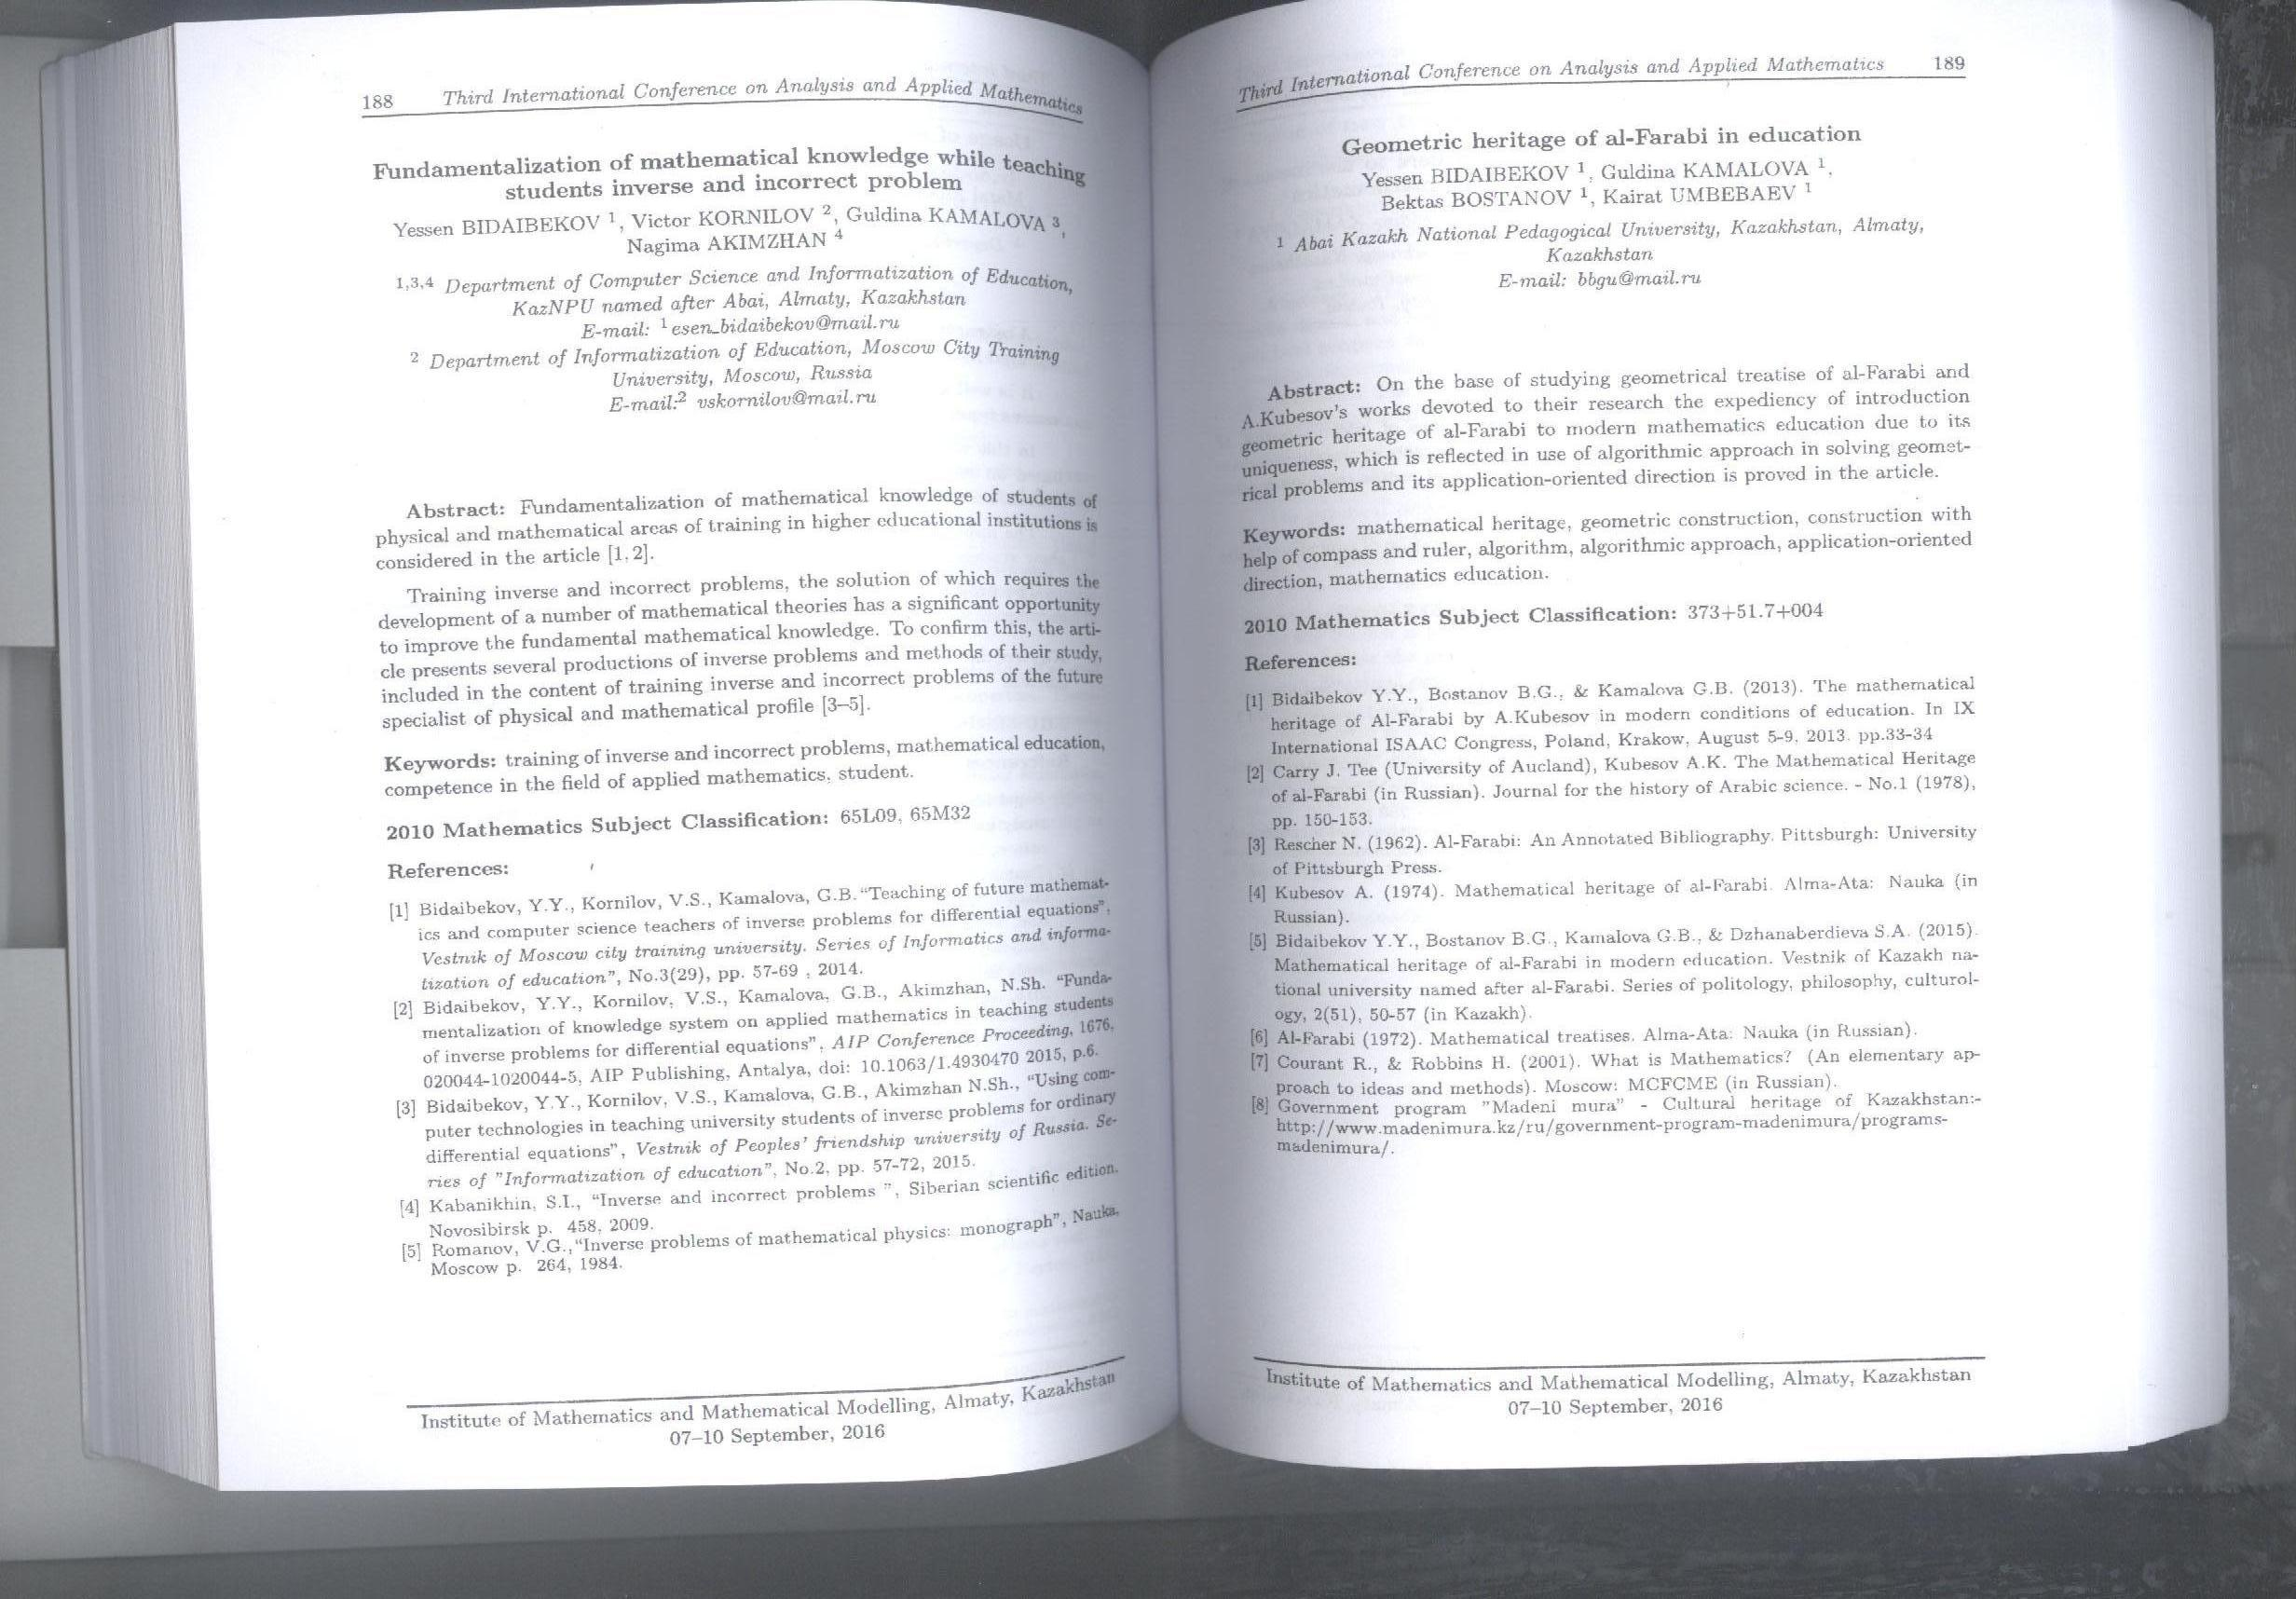 188 Third International Conference on Analysis and Applied Mathematics
Fundamentalization of mathematical knowledge while teaching
students inverse and incorrect problem
Yessen BIDAIBEKOV ¹, Victor KORNILOV ², Guldina KAMALOVA ³,
Nagima AKIMZHAN ⁴
1,3,4 Department of Computer Science and Informatization of Education,
KazNPU named after Abai, Almaty, Kazakhstan
E-mail: ¹ esen_bidaibekov@mail.ru
² Department of Informatization of Education, Moscow City Training
University, Moscow, Russia
E-mail:² vskornilov@mail.ru
Abstract: Fundamentalization of mathematical knowledge of students of
physical and mathematical areas of training in higher educational institutions is
considered in the article [1, 2].
Training inverse and incorrect problems, the solution of which requires the
development of a number of mathematical theories has a significant opportunity
to improve the fundamental mathematical knowledge. To confirm this, the arti-
cle presents several productions of inverse problems and methods of their study,
included in the content of training inverse and incorrect problems of the future
specialist of physical and mathematical profile [3–5].
Keywords: training of inverse and incorrect problems, mathematical education,
competence in the field of applied mathematics, student.
2010 Mathematics Subject Classification: 65L09, 65M32
References:
[1] Bidaibekov, Y.Y., Kornilov, V.S., Kamalova, G.B. “Teaching of future mathemat-
ics and computer science teachers of inverse problems for differential equations”,
Vestnik of Moscow city training university. Series of Informatics and informa-
tization of education”, No.3(29), pp. 57-69 , 2014.
[2] Bidaibekov, Y.Y., Kornilov, V.S., Kamalova, G.B., Akimzhan, N.Sh. “Funda-
mentalization of knowledge system on applied mathematics in teaching students
of inverse problems for differential equations”, AIP Conference Proceeding, 1676,
020044-1020044-5, AIP Publishing, Antalya, doi: 10.1063/1.4930470 2015, p.6.
[3] Bidaibekov, Y.Y., Kornilov, V.S., Kamalova, G.B., Akimzhan N.Sh., “Using com-
puter technologies in teaching university students of inverse problems for ordinary
differential equations”, Vestnik of Peoples’ friendship university of Russia. Se-
ries of ”Informatization of education”, No.2, pp. 57-72, 2015.
[4] Kabanikhin, S.I., “Inverse and incorrect problems ”, Siberian scientific edition,
Novosibirsk p. 458, 2009.
[5] Romanov, V.G.,“Inverse problems of mathematical physics: monograph”, Nauka,
Moscow p. 264, 1984.
Institute of Mathematics and Mathematical Modelling, Almaty, Kazakhstan
07–10 September, 2016
Third International Conference on Analysis and Applied Mathematics 189
Geometric heritage of al-Farabi in education
Yessen BIDAIBEKOV ¹, Guldina KAMALOVA ¹,
Bektas BOSTANOV ¹, Kairat UMBEBAEV ¹
¹ Abai Kazakh National Pedagogical University, Kazakhstan, Almaty,
Kazakhstan
E-mail: bbgu@mail.ru
Abstract: On the base of studying geometrical treatise of al-Farabi and
A.Kubesov’s works devoted to their research the expediency of introduction
geometric heritage of al-Farabi to modern mathematics education due to its
uniqueness, which is reflected in use of algorithmic approach in solving geomet-
rical problems and its application-oriented direction is proved in the article.
Keywords: mathematical heritage, geometric construction, construction with
help of compass and ruler, algorithm, algorithmic approach, application-oriented
direction, mathematics education.
2010 Mathematics Subject Classification: 373+51.7+004
References:
[1] Bidaibekov Y.Y., Bostanov B.G., & Kamalova G.B. (2013). The mathematical
heritage of Al-Farabi by A.Kubesov in modern conditions of education. In IX
International ISAAC Congress, Poland, Krakow, August 5-9. 2013. pp.33-34
[2] Carry J. Tee (University of Aucland), Kubesov A.K. The Mathematical Heritage
of al-Farabi (in Russian). Journal for the history of Arabic science. - No.1 (1978),
pp. 150-153.
[3] Rescher N. (1962). Al-Farabi: An Annotated Bibliography. Pittsburgh: University
of Pittsburgh Press.
[4] Kubesov A. (1974). Mathematical heritage of al-Farabi. Alma-Ata: Nauka (in
Russian).
[5] Bidaibekov Y.Y., Bostanov B.G., Kamalova G.B., & Dzhanaberdieva S.A. (2015).
Mathematical heritage of al-Farabi in modern education. Vestnik of Kazakh na-
tional university named after al-Farabi. Series of politology, philosophy, culturol-
ogy, 2(51), 50-57 (in Kazakh).
[6] Al-Farabi (1972). Mathematical treatises. Alma-Ata: Nauka (in Russian).
[7] Courant R., & Robbins H. (2001). What is Mathematics? (An elementary ap-
proach to ideas and methods). Moscow: MCFCME (in Russian).
[8] Government program ”Madeni mura” - Cultural heritage of Kazakhstan:-
http://www.madenimura.kz/ru/government-program-madenimura/programs-
madenimura/.
Institute of Mathematics and Mathematical Modelling, Almaty, Kazakhstan
07–10 September, 2016